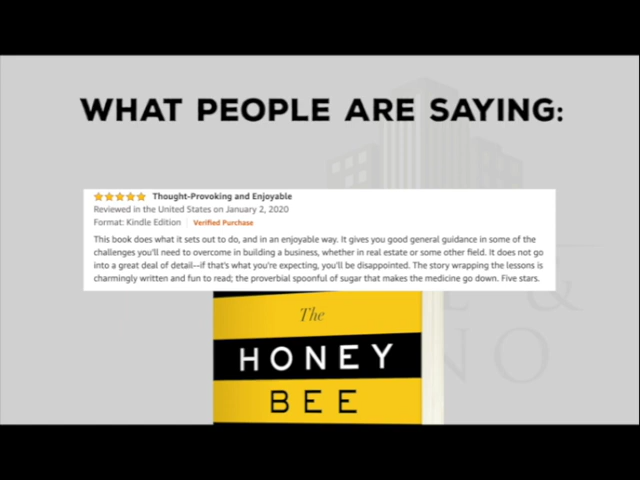 WHAT PEOPLE ARE SAYING:
Thought-Provoking and Enjoyable
Reviewed in the United States on January 2, 2020
Format: Kindle Edition | Verified Purchase
This book does what it sets out to do, and in an enjoyable way. It gives you good general guidance in some of the
challenges you'll need to overcome in building a business, whether in real estate or some other field. It does not go
into a great deal of detail--if that's what you're expecting, you'll be disappointed. The story wrapping the lessons is
charmingly written and fun to read; the proverbial spoonful of sugar that makes the medicine go down. Five stars.
The
HONEY
BEE